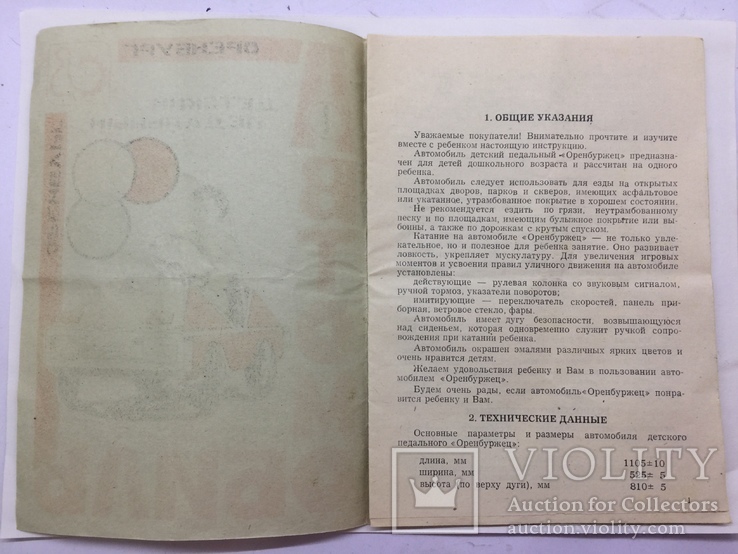 1. ОБЩИЕ УКАЗАНИЯ
Уважаемые покупатели! Внимательно прочтите и изучите
вместе с ребенком настоящую инструкцию.
Автомобиль детский педальный «Оренбуржец» предназна-
чен для детей дошкольного возраста и рассчитан на одного
ребенка.
Автомобиль следует использовать для езды на открытых
площадках дворов, парков и скверов, имеющих асфальтовое
или укатанное, утрамбованное покрытие в хорошем состоянии.
Не рекомендуется ездить по грязи, неутрамбованному
песку и по площадкам, имеющим булыжное покрытие или вы-
боины, а также по дорожкам с крутым спуском.
Катание на автомобиле «Оренбуржец» — не только увле-
кательное, но и полезное для ребенка занятие. Оно развивает
ловкость, укрепляет мускулатуру. Для увеличения игровых
моментов и усвоения правил уличного движения на автомобиле
установлены:
действующие — рулевая колонка со звуковым сигналом,
ручной тормоз, указатели поворотов;
имитирующие — переключатель скоростей, панель при-
борная, ветровое стекло, фары.
Автомобиль имеет дугу безопасности, возвышающуюся
над сиденьем, которая одновременно служит ручкой сопро-
вождения при катании ребенка.
Автомобиль окрашен эмалями различных ярких цветов и
очень нравится детям.
Желаем удовольствия ребенку и Вам в пользовании авто-
мобилем «Оренбуржец».
Будем очень рады, если автомобиль«Оренбуржец» понра-
вится ребенку и Вам.
2. ТЕХНИЧЕСКИЕ ДАННЫЕ
Основные параметры и размеры автомобиля детского
педального «Оренбуржец»:
длина, мм 1105±10
ширина, мм 525± 5
высота (по верху дуги), мм 810± 5
1
ОРЕНБУРГ
VIOLITY
Auction for Collectors
auction.violity.com